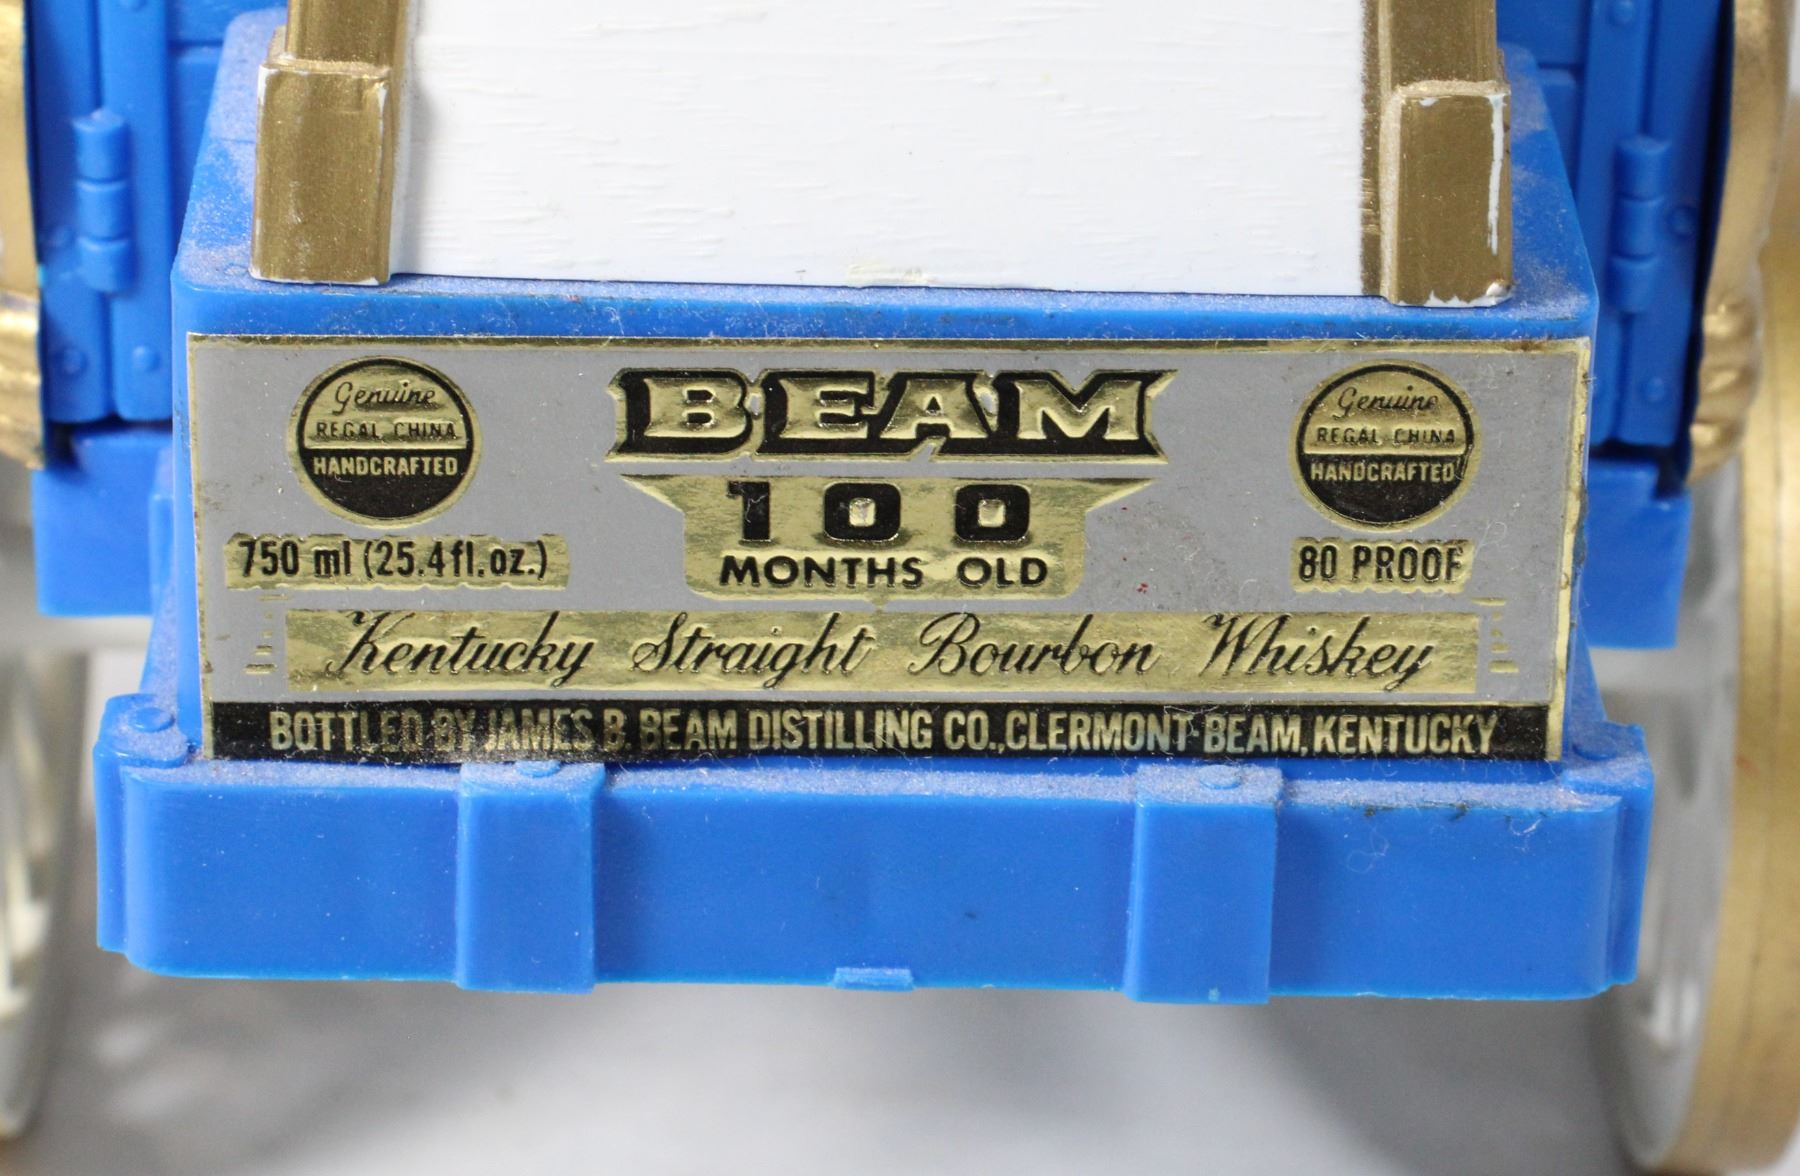 Genuine
REGAL CHINA
HANDCRAFTED
BEAM
100
MONTHS OLD
Genuine
REGAL CHINA
HANDCRAFTED
750 ml (25.4 fl. oz.)
80 PROOF
Kentucky Straight Bourbon Whiskey
BOTTLED BY JAMES B. BEAM DISTILLING CO., CLERMONT-BEAM, KENTUCKY